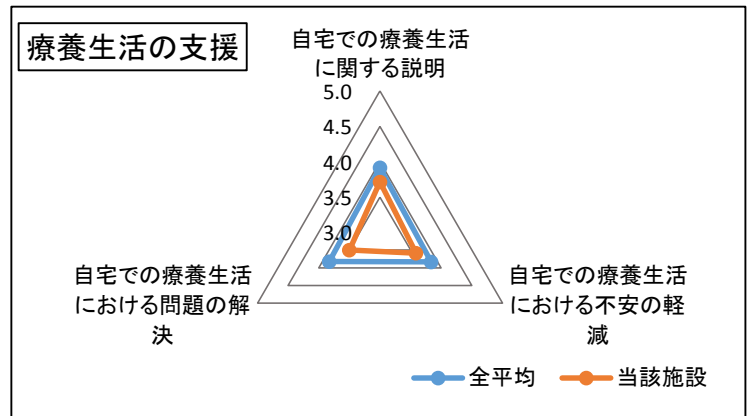 療養生活の支援
自宅での療養生活
に関する説明
5.0
4.5
4.0
3.5
3.0
自宅での療養生活
における問題の解
決
自宅での療養生活
における不安の軽
減
全平均
当該施設